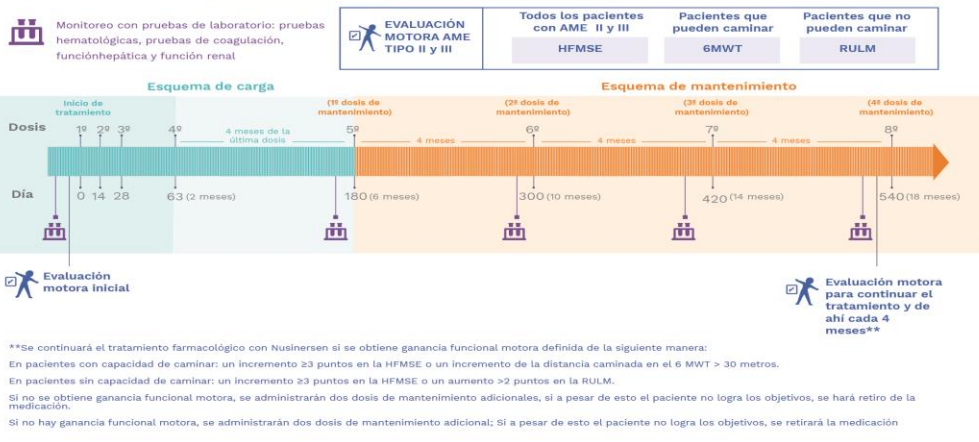 Monitoreo con pruebas de laboratorio: pruebas
hematológicas, pruebas de coagulación,
funciónhepática y función renal
EVALUACIÓN
MOTORA AME
TIPO II y III
Todos los pacientes
con AME II y III
HFMSE
Pacientes que
pueden caminar
6MWT
Pacientes que no
pueden caminar
RULM
Esquema de carga
Esquema de mantenimiento
Inicio de
tratamiento
(1º dosis de
mantenimiento)
(2º dosis de
mantenimiento)
(3º dosis de
mantenimiento)
(4º dosis de
mantenimiento)
Dosis
1º 2º 3º 4º
4 meses de la
última dosis
5º
4 meses
6º
4 meses
7º
4 meses
8º
Día
0 14 28 63 (2 meses) 180 (6 meses) 300 (10 meses) 420 (14 meses) 540 (18 meses)
Evaluación
motora inicial
Evaluación motora
para continuar el
tratamiento y de
ahí cada 4
meses**
**Se continuará el tratamiento farmacológico con Nusinersen si se obtiene ganancia funcional motora definida de la siguiente manera:
En pacientes con capacidad de caminar: un incremento ≥3 puntos en la HFMSE o un incremento de la distancia caminada en el 6 MWT > 30 metros.
En pacientes sin capacidad de caminar: un incremento ≥3 puntos en la HFMSE o un aumento >2 puntos en la RULM.
Si no se obtiene ganancia funcional motora, se administrarán dos dosis de mantenimiento adicionales, si a pesar de esto el paciente no logra los objetivos, se hará retiro de la
medicación.
Si no hay ganancia funcional motora, se administrarán dos dosis de mantenimiento adicional; Si a pesar de esto el paciente no logra los objetivos, se retirará la medicación